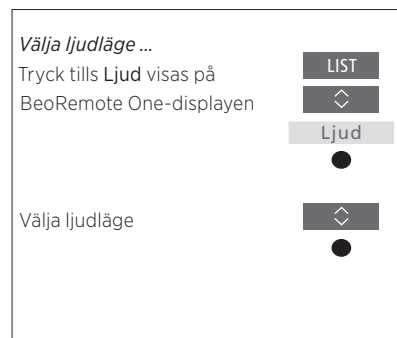 Välja ljudläge ...
Tryck tills Ljud visas på
LIST
BeoRemote One-displayen
Ljud
Välja ljudläge